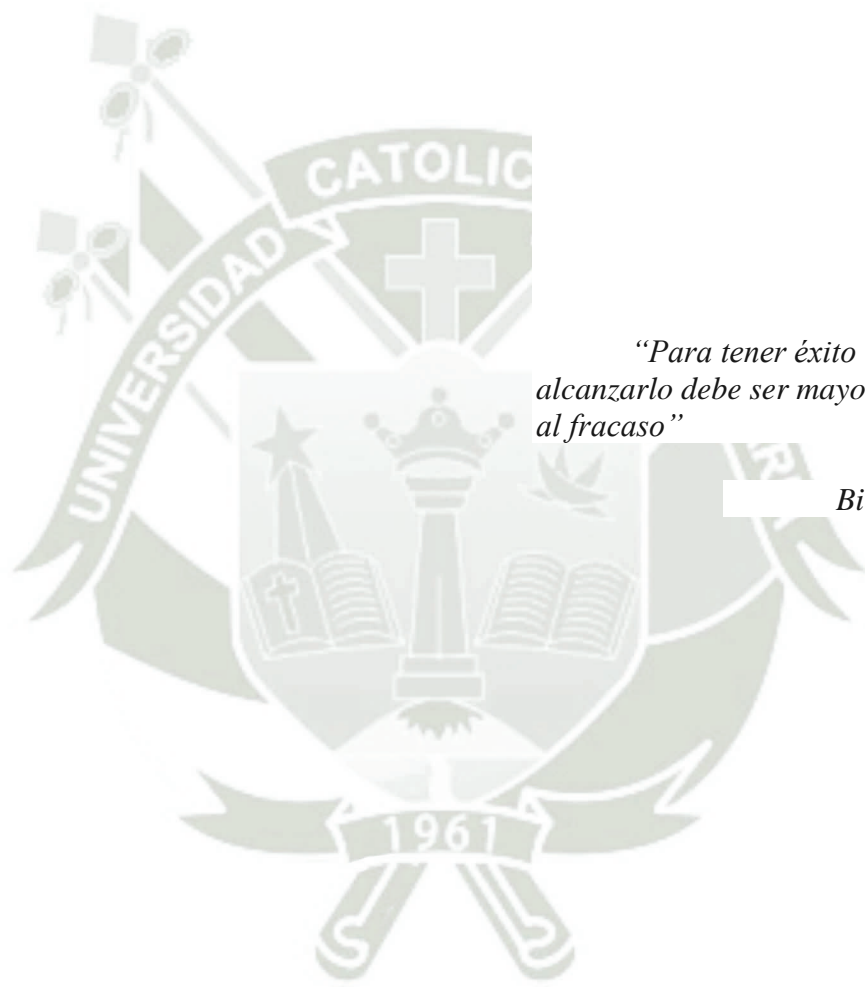 UNIVERSIDAD CATOLIC
“Para tener éxito
alcanzarlo debe ser mayo
al fracaso”
Bi
1961